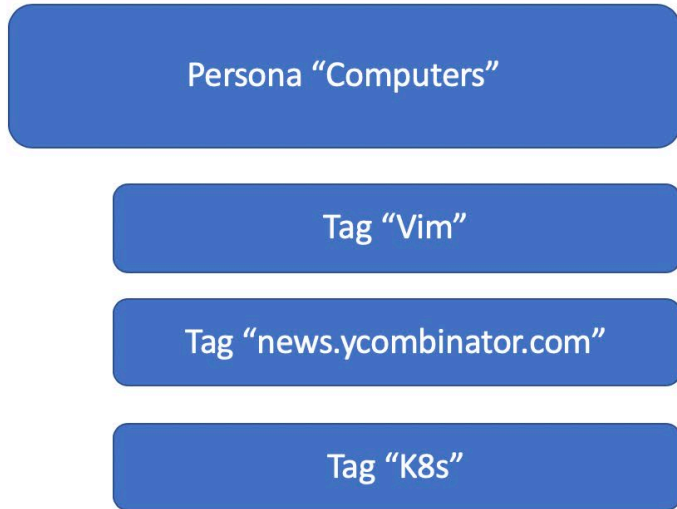 Persona “Computers”
Tag “Vim”
Tag “news.ycombinator.com”
Tag “K8s”